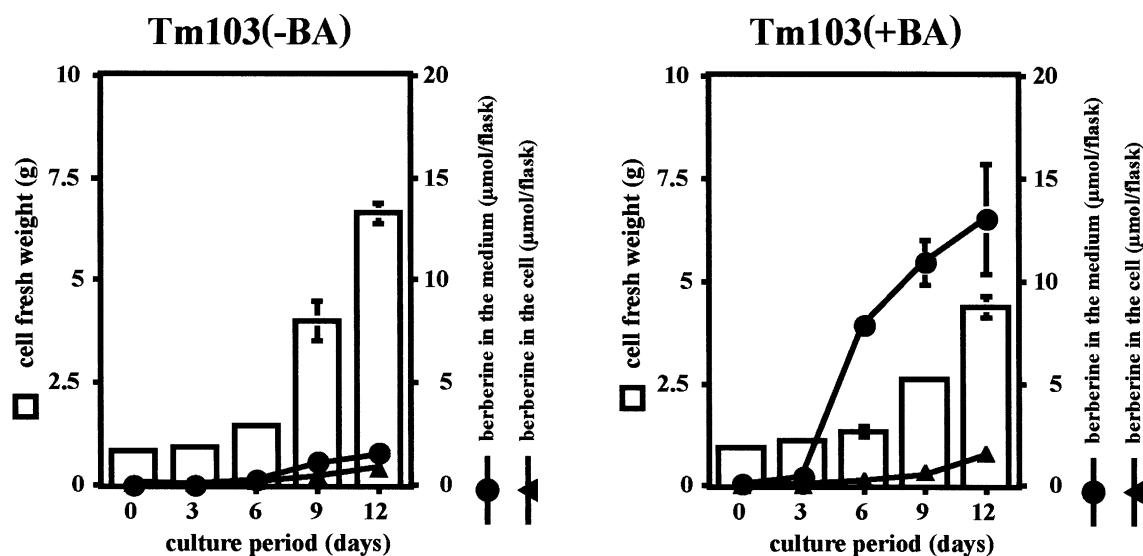 Tm103(-BA)
10
7.5
5
2.5
0
20
15
10
5
0
0 3 6 9 12
culture period (days)
cell fresh weight (g)
berberine in the medium (μmol/flask)
berberine in the cell (μmol/flask)
Tm103(+BA)
10
7.5
5
2.5
0
20
15
10
5
0
0 3 6 9 12
culture period (days)
cell fresh weight (g)
berberine in the medium (μmol/flask)
berberine in the cell (μmol/flask)